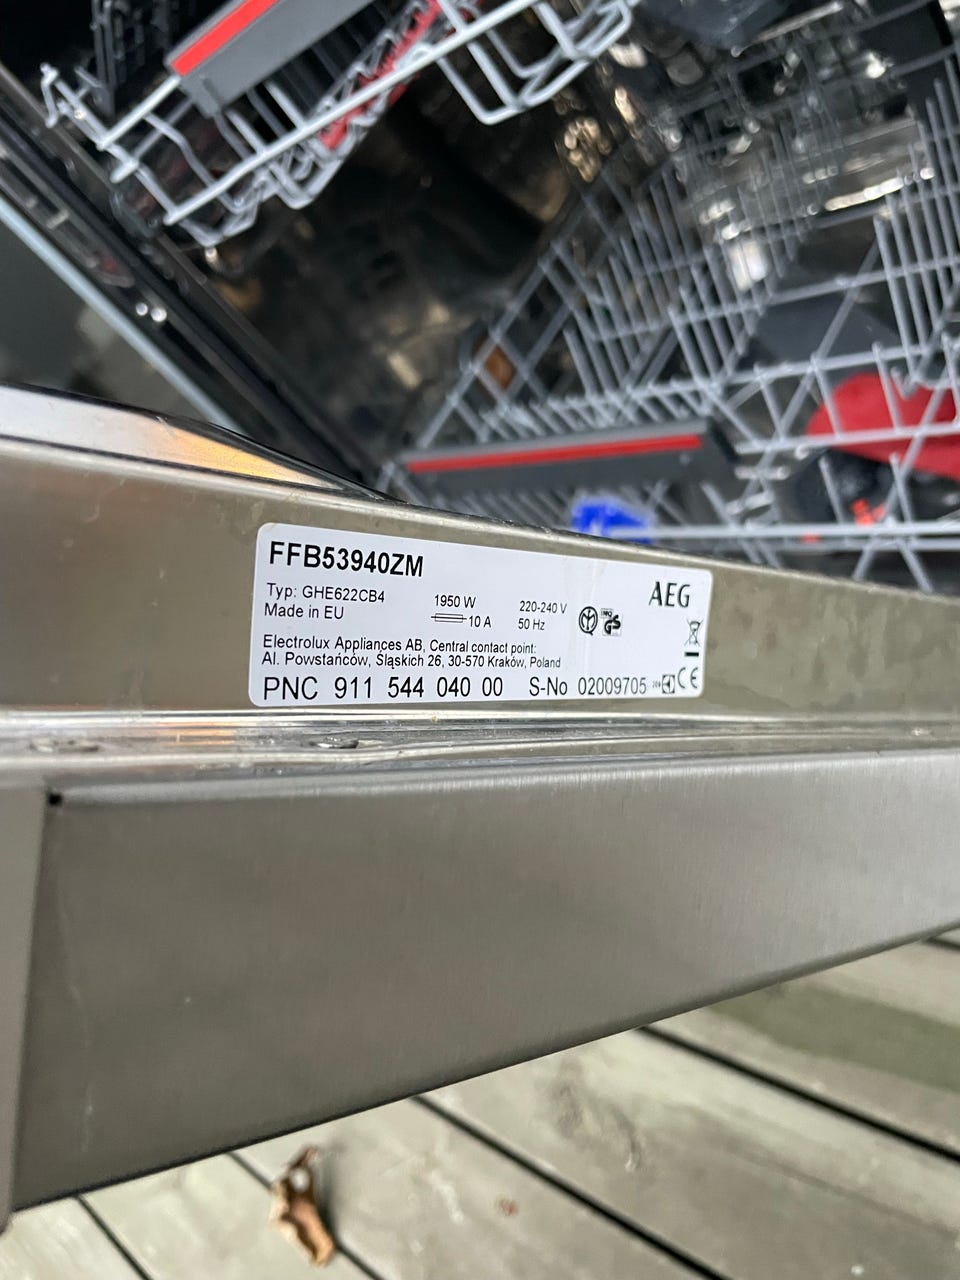 FFB53940ZM
AEG
Typ: GHE622CB4
Made in EU
1950 W
10 A
220-240 V
50 Hz
Electrolux Appliances AB, Central contact point:
Al. Powstańców, Śląskich 26, 30-570 Kraków, Poland
PNC 911 544 040 00 S-No 02009705
CE